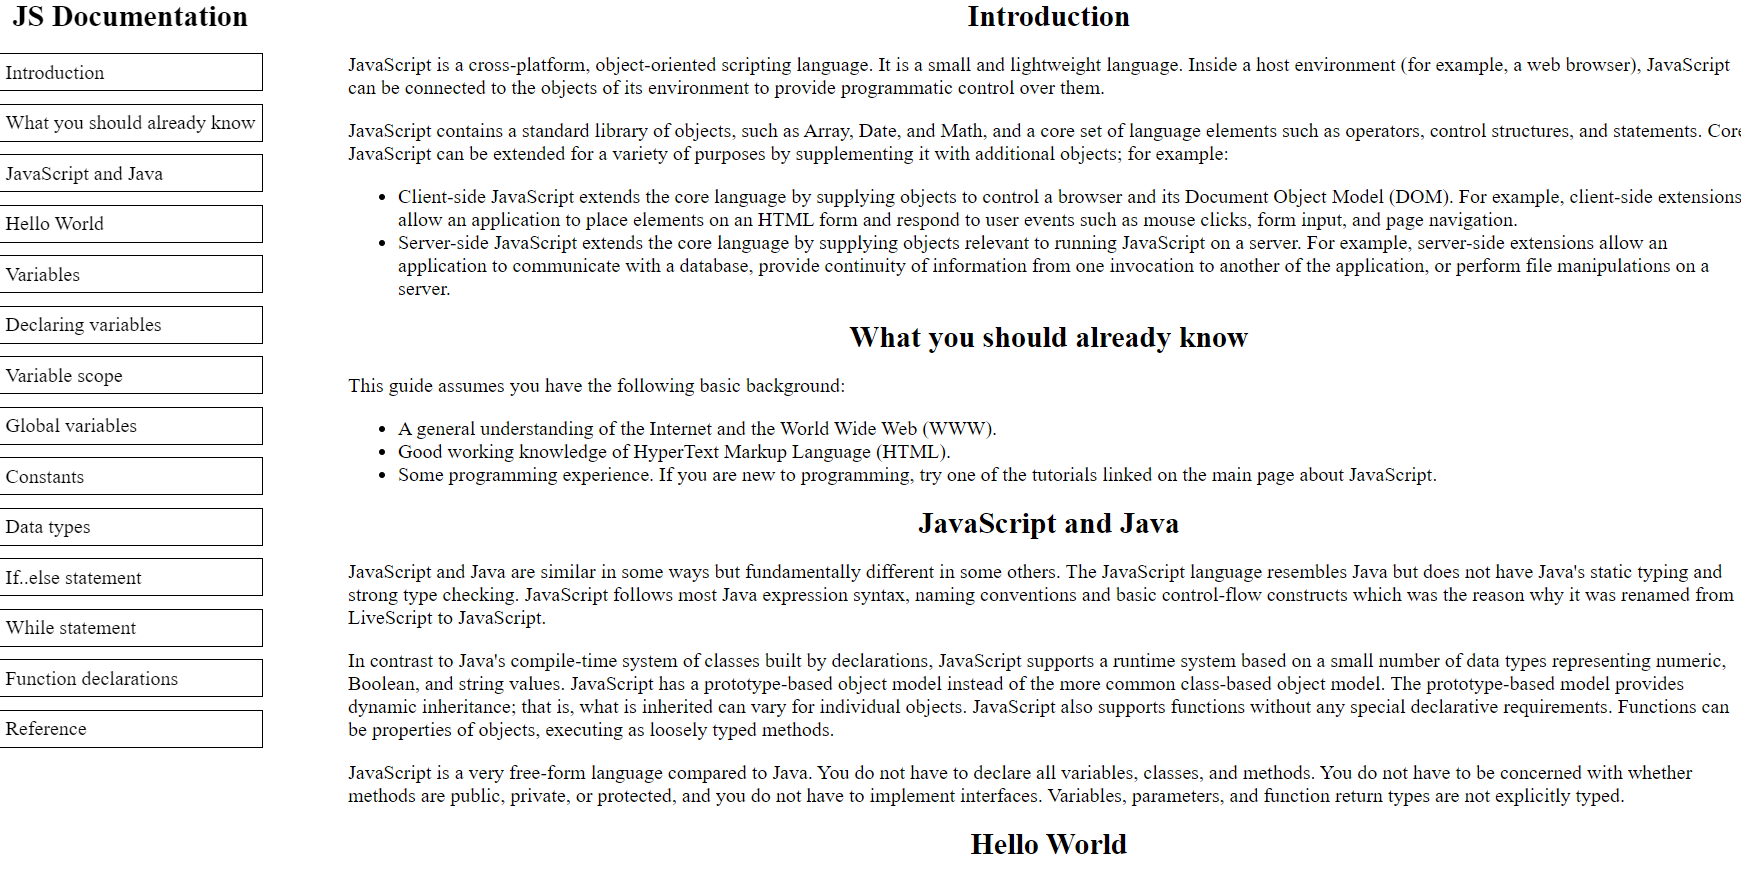 JS Documentation
Introduction
What you should already know
JavaScript and Java
Hello World
Variables
Declaring variables
Variable scope
Global variables
Constants
Data types
If..else statement
While statement
Function declarations
Reference
Introduction
JavaScript is a cross-platform, object-oriented scripting language. It is a small and lightweight language. Inside a host environment (for example, a web browser), JavaScript
can be connected to the objects of its environment to provide programmatic control over them.
JavaScript contains a standard library of objects, such as Array, Date, and Math, and a core set of language elements such as operators, control structures, and statements. Core
JavaScript can be extended for a variety of purposes by supplementing it with additional objects; for example:
• Client-side JavaScript extends the core language by supplying objects to control a browser and its Document Object Model (DOM). For example, client-side extensions
allow an application to place elements on an HTML form and respond to user events such as mouse clicks, form input, and page navigation.
• Server-side JavaScript extends the core language by supplying objects relevant to running JavaScript on a server. For example, server-side extensions allow an
application to communicate with a database, provide continuity of information from one invocation to another of the application, or perform file manipulations on a
server.
What you should already know
This guide assumes you have the following basic background:
• A general understanding of the Internet and the World Wide Web (WWW).
• Good working knowledge of HyperText Markup Language (HTML).
• Some programming experience. If you are new to programming, try one of the tutorials linked on the main page about JavaScript.
JavaScript and Java
JavaScript and Java are similar in some ways but fundamentally different in some others. The JavaScript language resembles Java but does not have Java's static typing and
strong type checking. JavaScript follows most Java expression syntax, naming conventions and basic control-flow constructs which was the reason why it was renamed from
LiveScript to JavaScript.
In contrast to Java's compile-time system of classes built by declarations, JavaScript supports a runtime system based on a small number of data types representing numeric,
Boolean, and string values. JavaScript has a prototype-based object model instead of the more common class-based object model. The prototype-based model provides
dynamic inheritance; that is, what is inherited can vary for individual objects. JavaScript also supports functions without any special declarative requirements. Functions can
be properties of objects, executing as loosely typed methods.
JavaScript is a very free-form language compared to Java. You do not have to declare all variables, classes, and methods. You do not have to be concerned with whether
methods are public, private, or protected, and you do not have to implement interfaces. Variables, parameters, and function return types are not explicitly typed.
Hello World